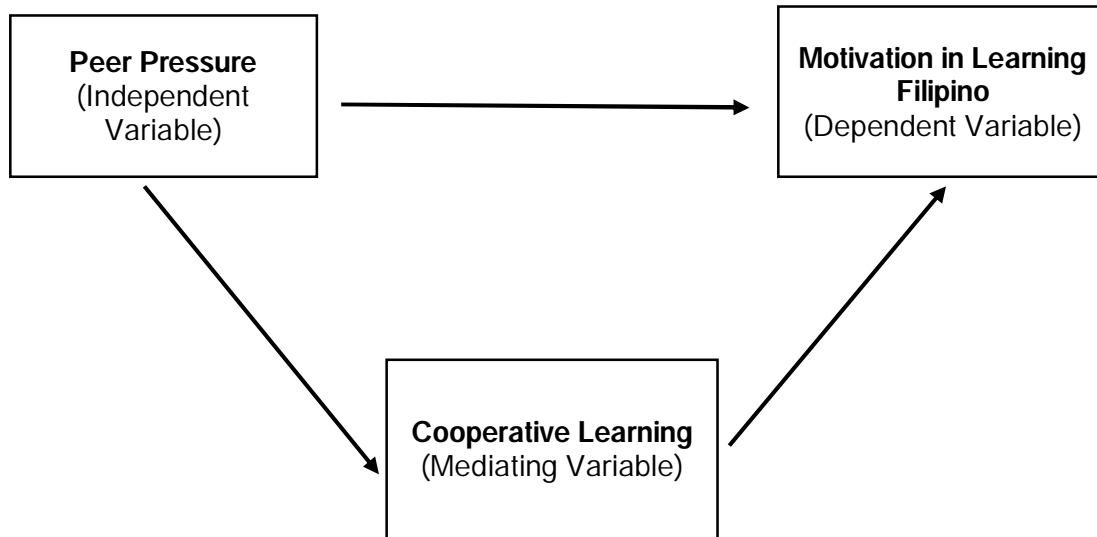 Peer Pressure
(Independent
Variable)
Motivation in Learning
Filipino
(Dependent Variable)
Cooperative Learning
(Mediating Variable)